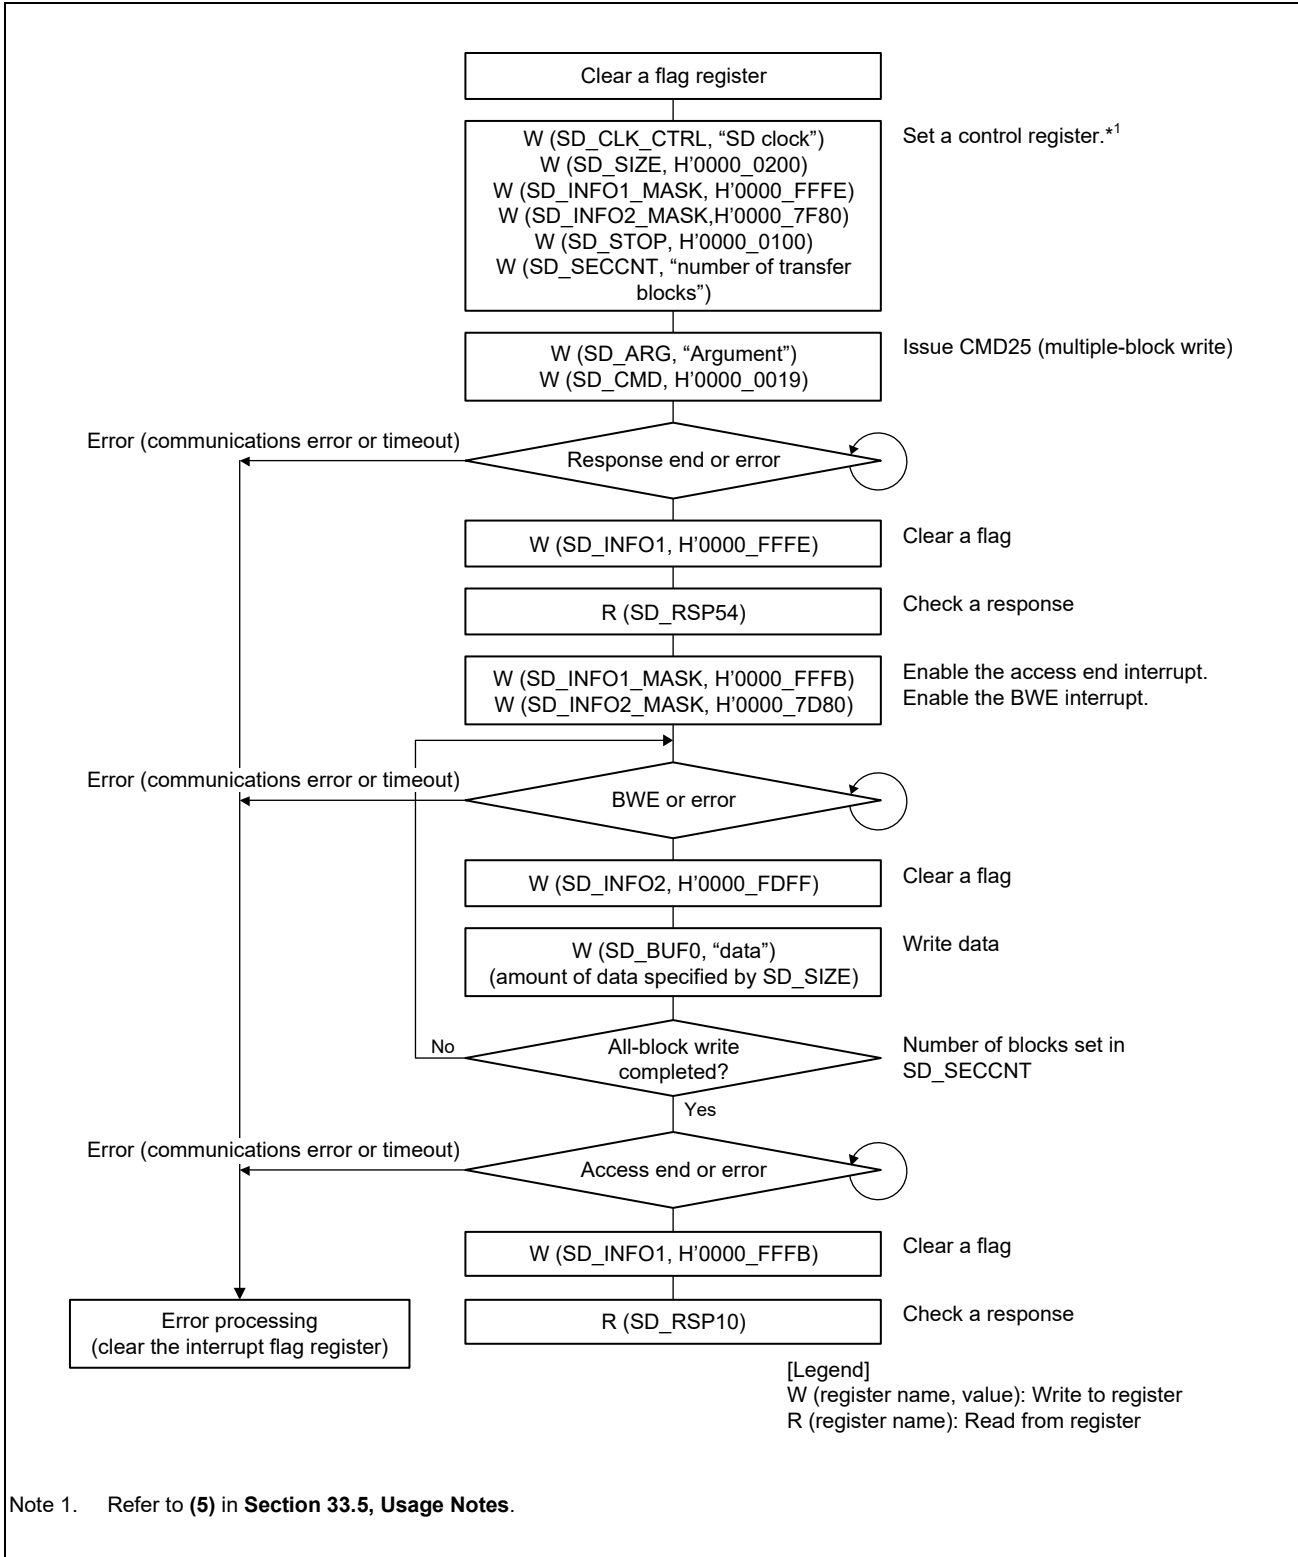 Clear a flag register
W (SD_CLK_CTRL, “SD clock”)
W (SD_SIZE, H’0000_0200)
W (SD_INFO1_MASK, H’0000_FFFE)
W (SD_INFO2_MASK,H’0000_7F80)
W (SD_STOP, H’0000_0100)
W (SD_SECCNT, “number of transfer
blocks”)
Set a control register.*1
W (SD_ARG, “Argument”)
W (SD_CMD, H’0000_0019)
Issue CMD25 (multiple-block write)
Error (communications error or timeout)
Response end or error
W (SD_INFO1, H’0000_FFFE)
Clear a flag
R (SD_RSP54)
Check a response
W (SD_INFO1_MASK, H’0000_FFFB)
W (SD_INFO2_MASK, H’0000_7D80)
Enable the access end interrupt.
Enable the BWE interrupt.
Error (communications error or timeout)
BWE or error
W (SD_INFO2, H’0000_FDFF)
Clear a flag
W (SD_BUF0, “data”)
(amount of data specified by SD_SIZE)
Write data
No
All-block write
completed?
Number of blocks set in
SD_SECCNT
Yes
Error (communications error or timeout)
Access end or error
W (SD_INFO1, H’0000_FFFB)
Clear a flag
Error processing
(clear the interrupt flag register)
R (SD_RSP10)
Check a response
[Legend]
W (register name, value): Write to register
R (register name): Read from register
Note 1. Refer to (5) in Section 33.5, Usage Notes.